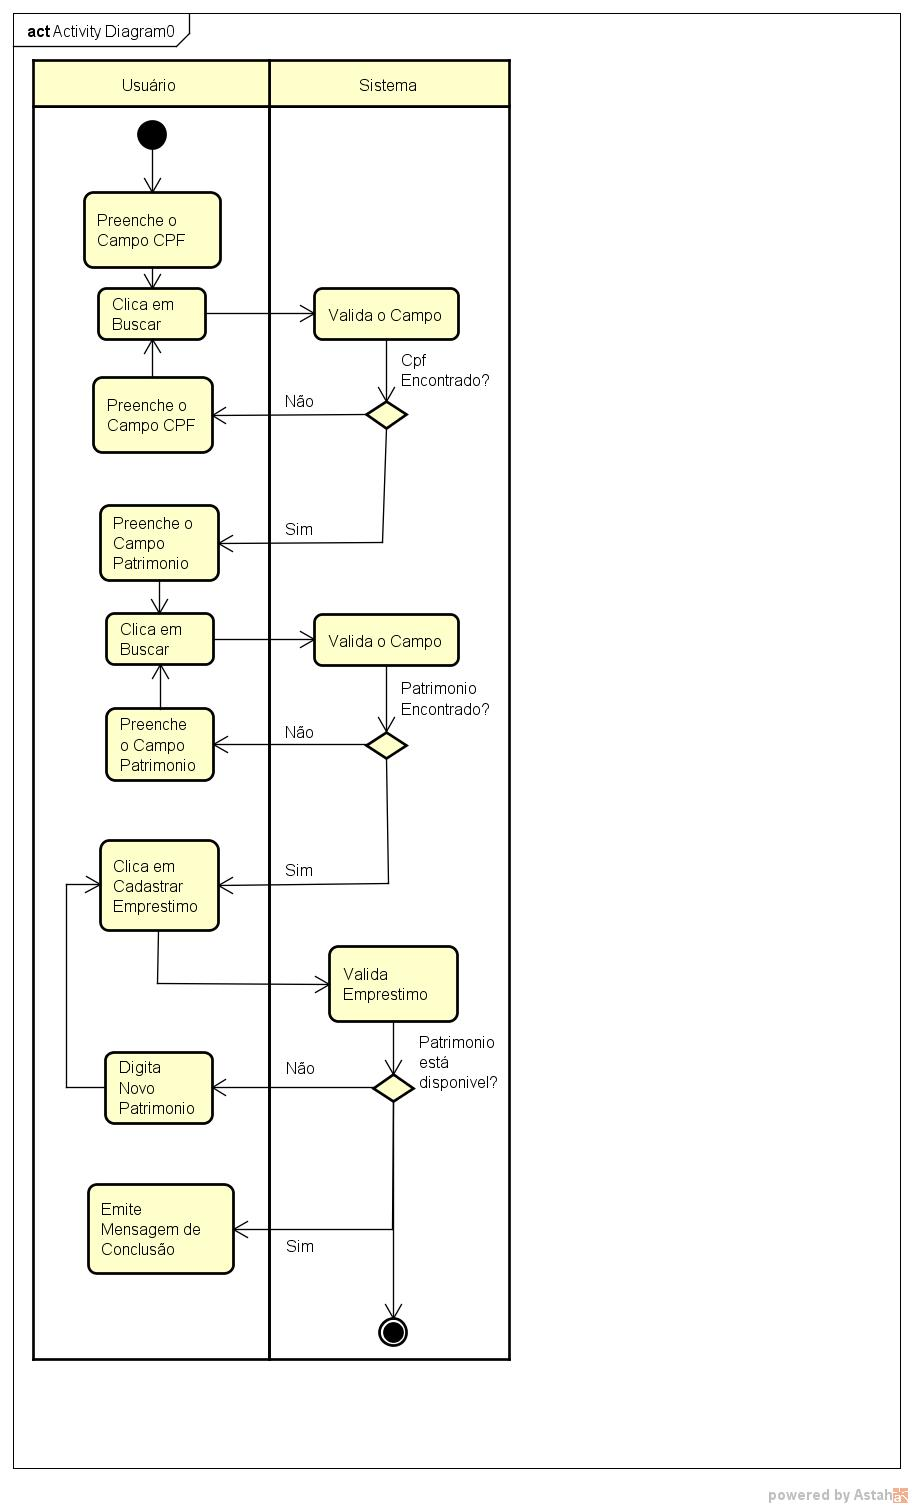 act Activity Diagram0
Usuário
Sistema
Preenche o
Campo CPF
Clica em
Buscar
Valida o Campo
Cpf
Encontrado?
Preenche o
Campo CPF
Não
Preenche o
Campo
Patrimonio
Sim
Clica em
Buscar
Valida o Campo
Patrimonio
Encontrado?
Preenche
o Campo
Patrimonio
Não
Clica em
Cadastrar
Emprestimo
Sim
Valida
Emprestimo
Patrimonio
está
disponivel?
Digita
Novo
Patrimonio
Não
Emite
Mensagem de
Conclusão
Sim
powered by Astah